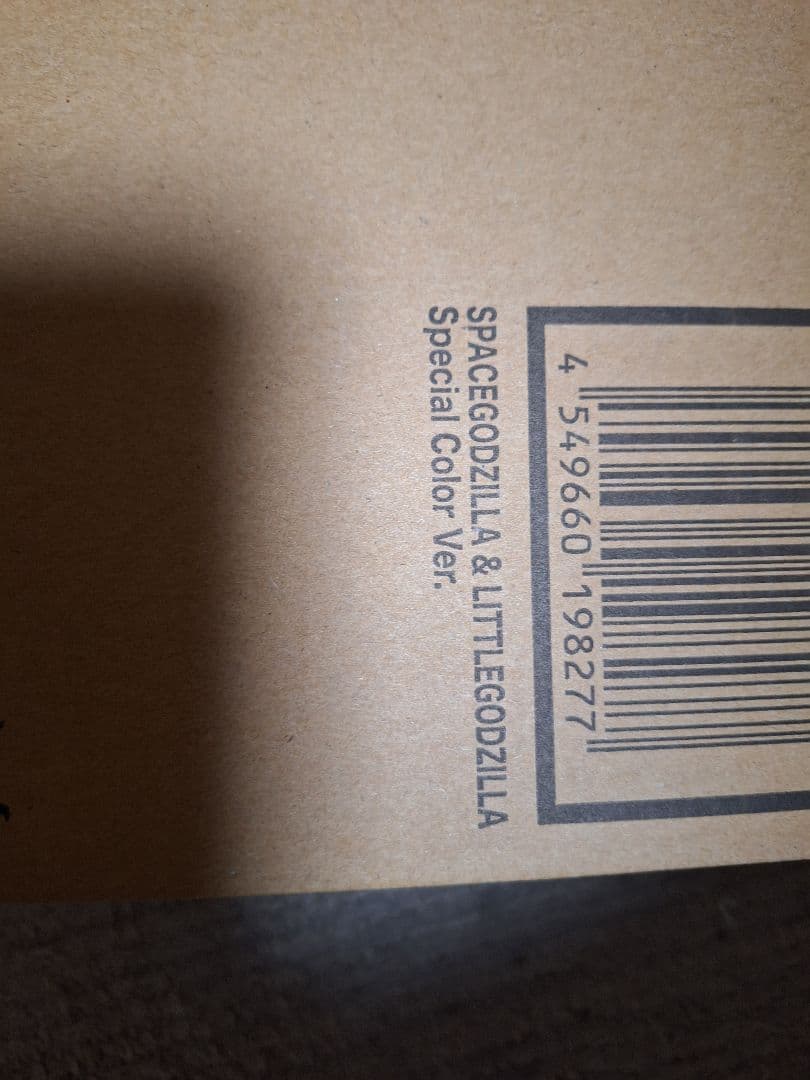 4 549660 198277
SPACEGODZILLA & LITTLEGODZILLA
Special Color Ver.